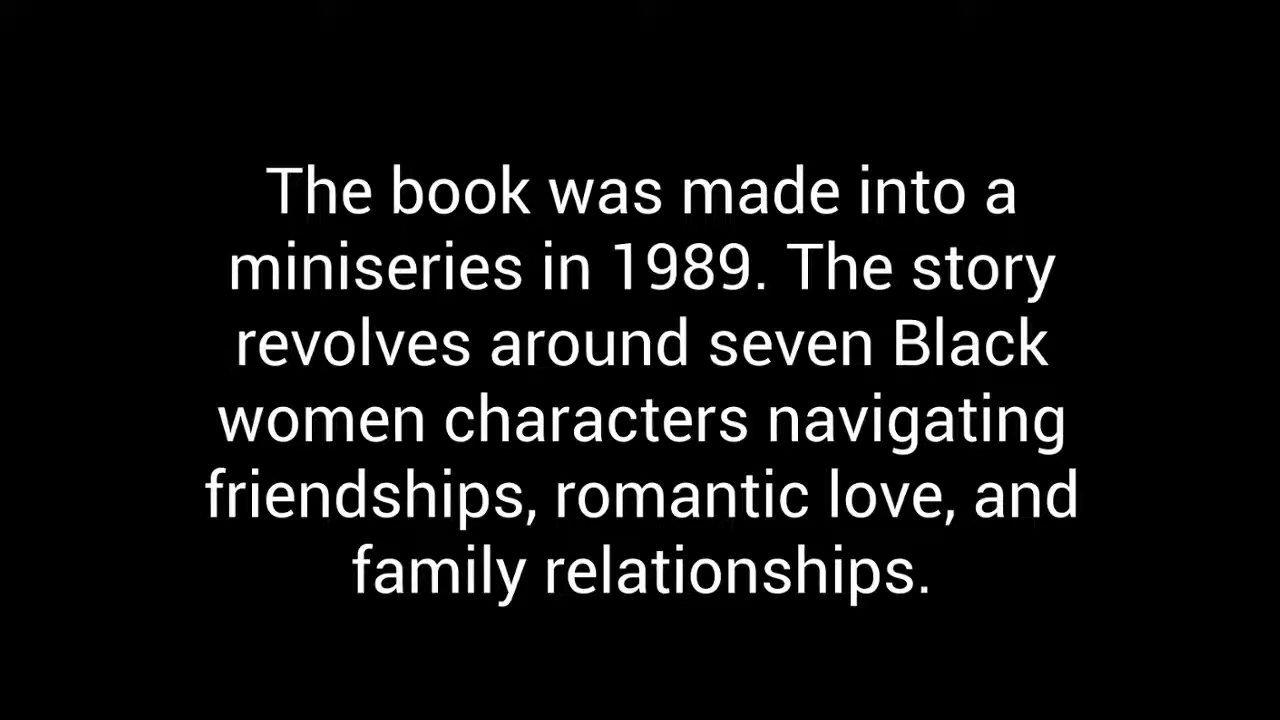 The book was made into a
miniseries in 1989. The story
revolves around seven Black
women characters navigating
friendships, romantic love, and
family relationships.